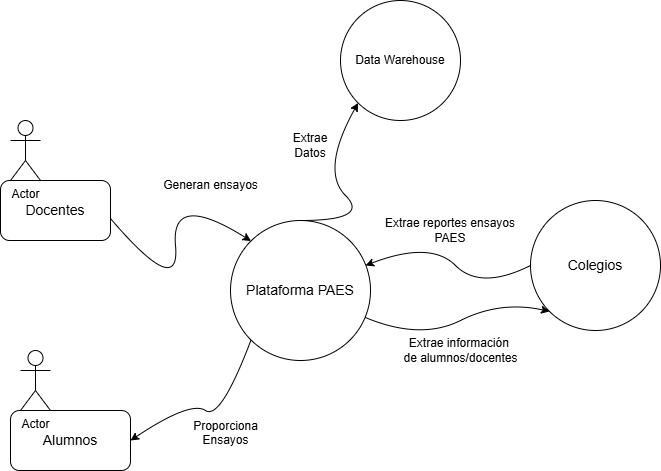 Data Warehouse
Extrae
Datos
Generan ensayos
Actor
Docentes
Extrae reportes ensayos
PAES
Colegios
Plataforma PAES
Extrae información
de alumnos/docentes
Actor
Alumnos
Proporciona
Ensayos